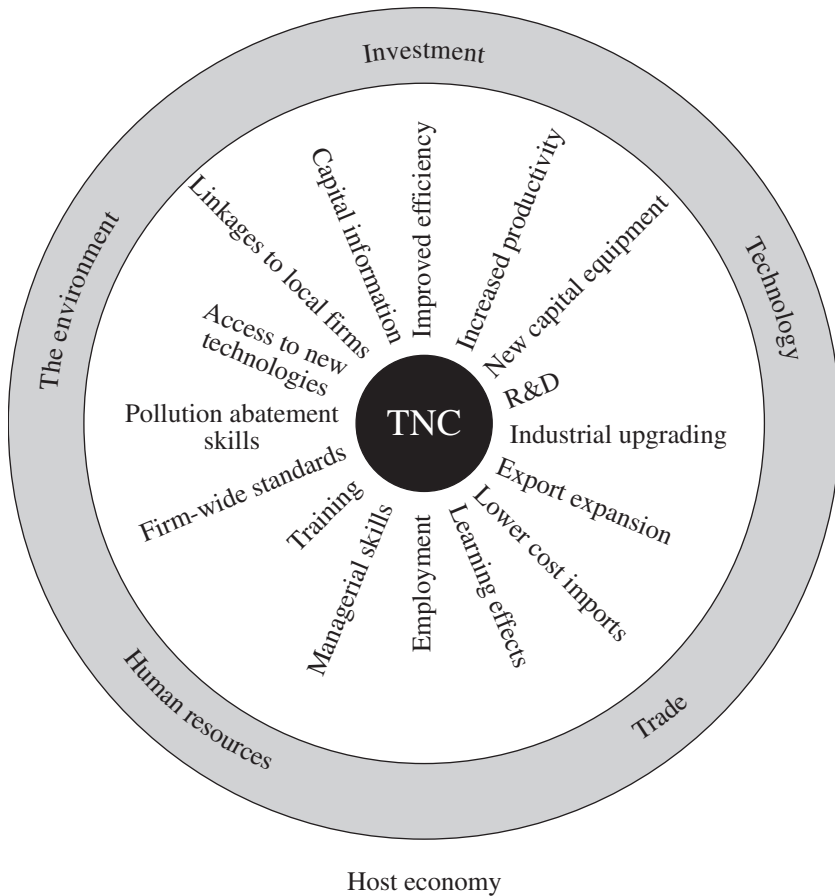 Investment
Technology
Trade
Human resources
The environment
Linkages to local firms
Capital information
Improved efficiency
Increased productivity
New capital equipment
R&D
Industrial upgrading
Export expansion
Lower cost imports
Learning effects
Employment
Managerial skills
Training
Firm-wide standards
Pollution abatement
skills
Access to new
technologies
TNC
Host economy